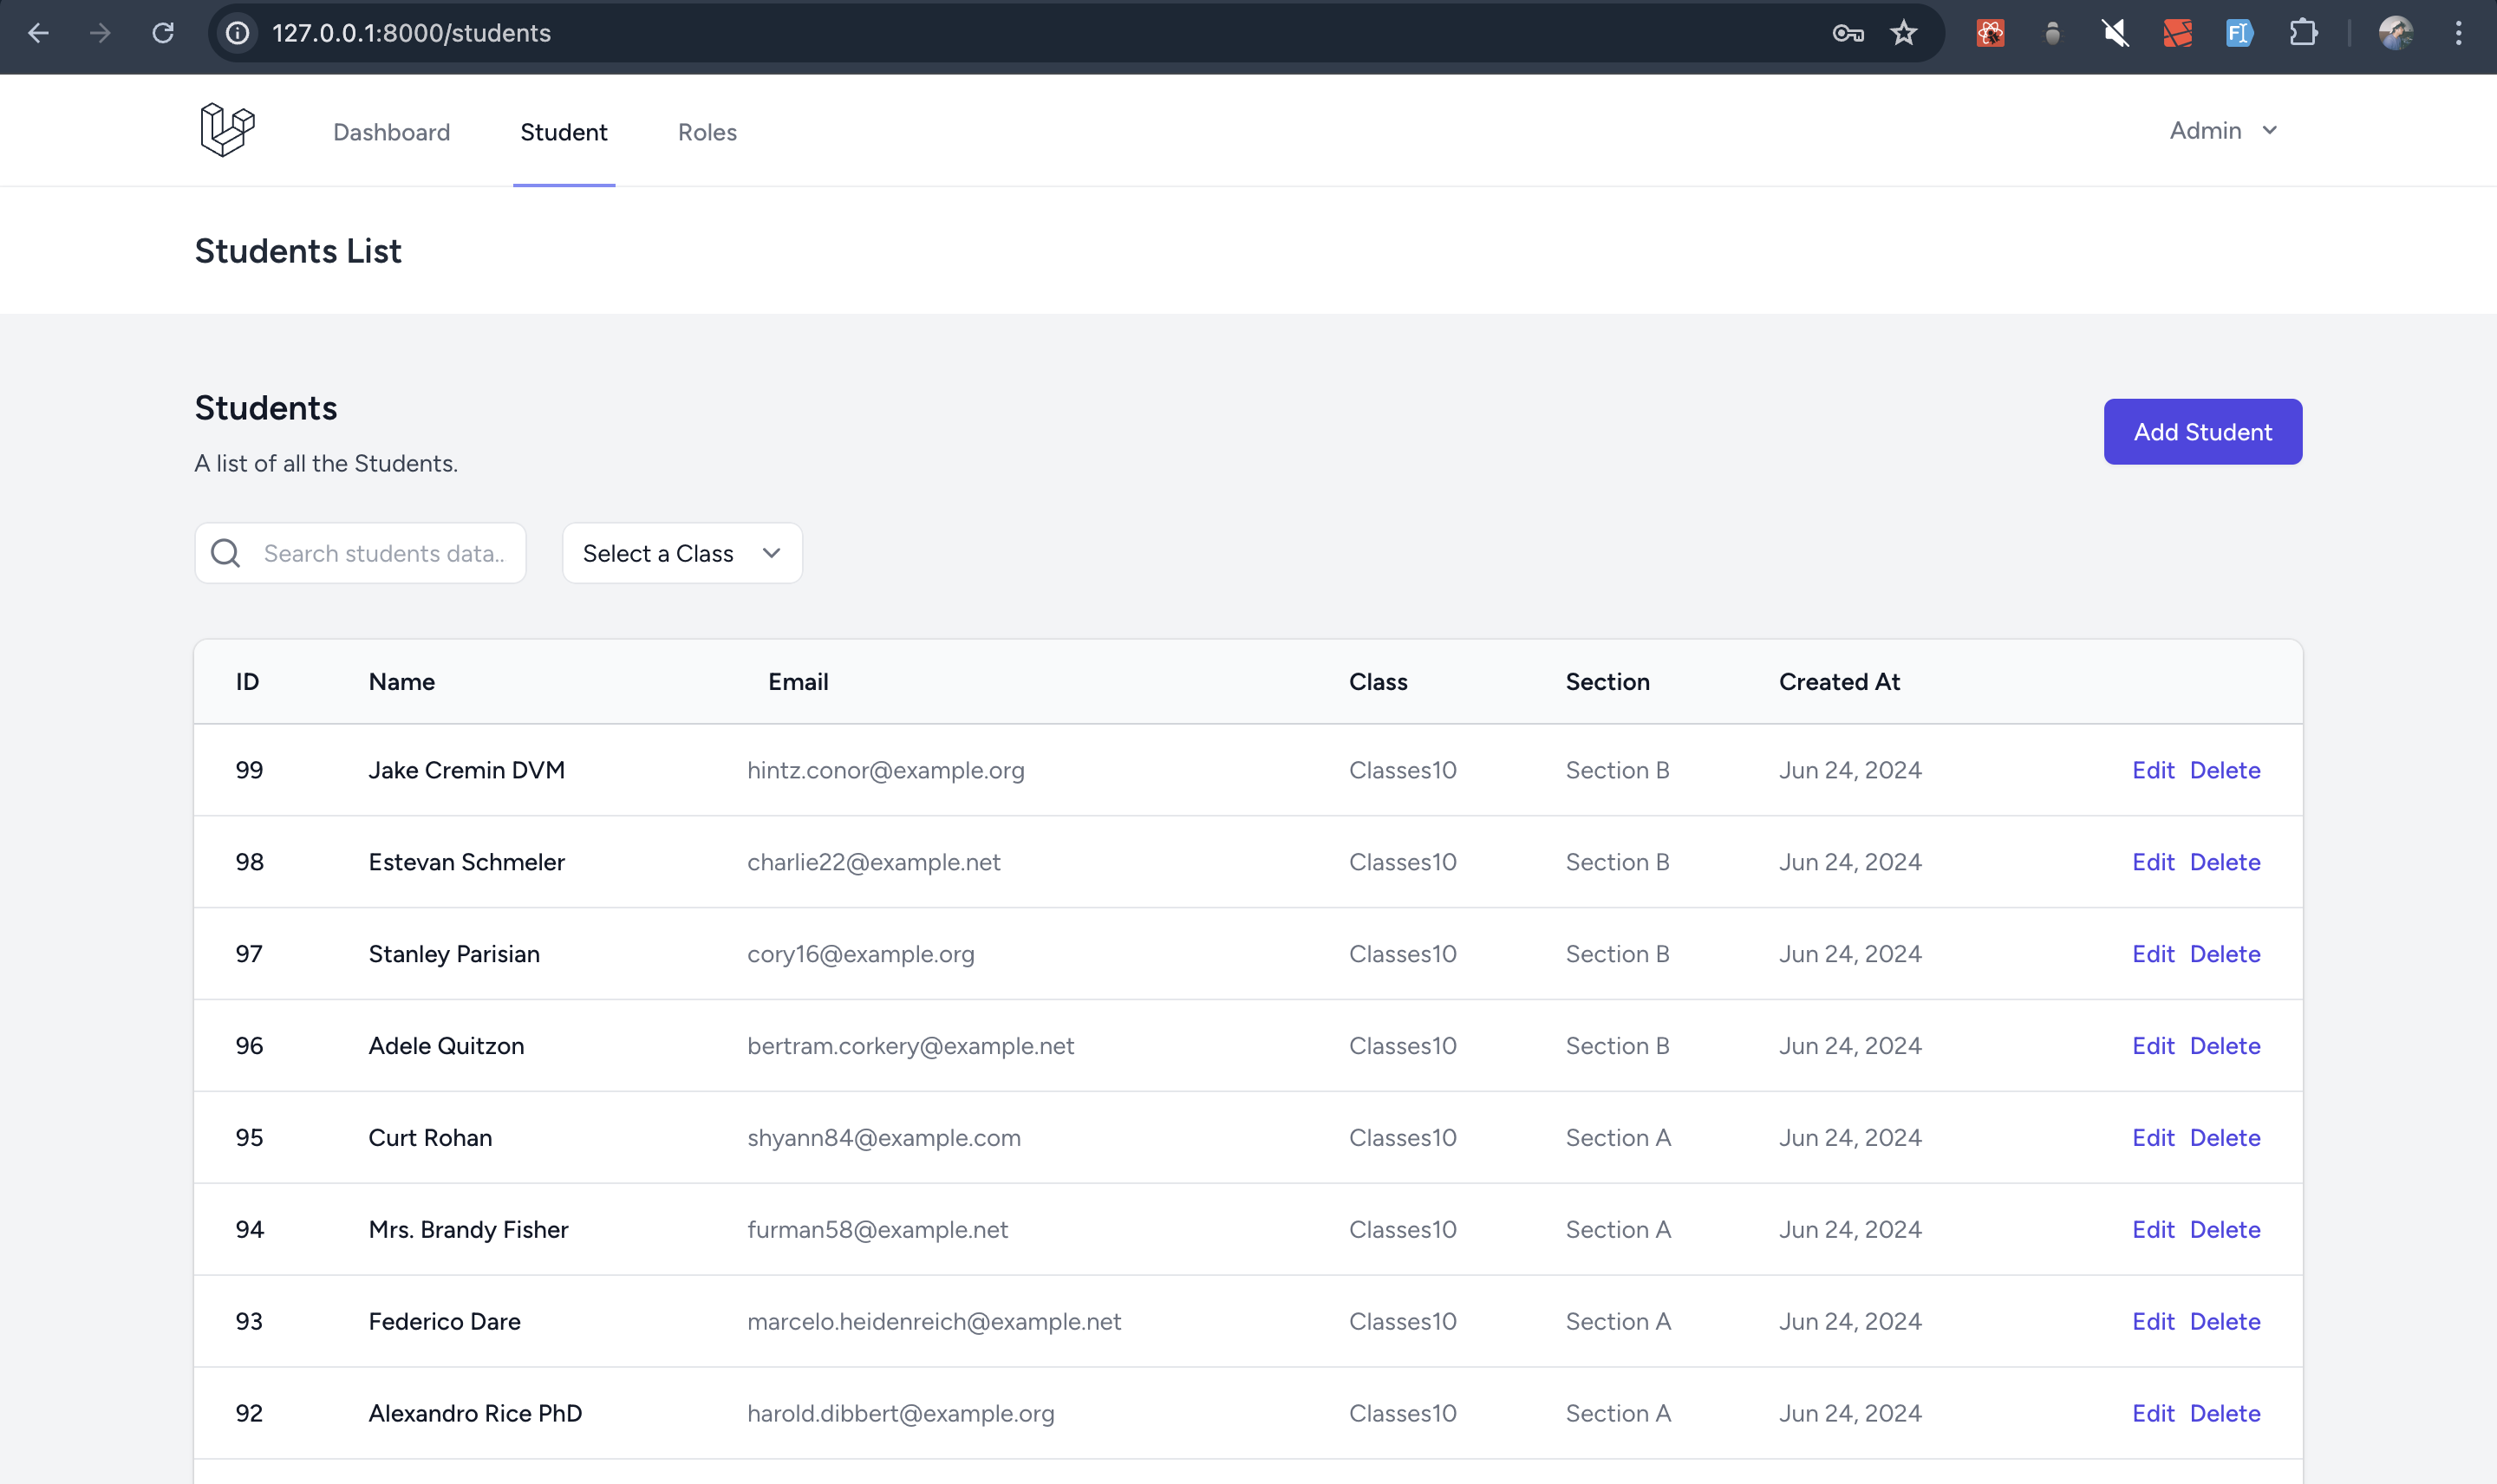 127.0.0.1:8000/students
Dashboard Student Roles Admin
Students List
Students
A list of all the Students.
Add Student
Search students data.. Select a Class
ID Name Email Class Section Created At
99 Jake Cremin DVM hintz.conor@example.org Classes10 Section B Jun 24, 2024 Edit Delete
98 Estevan Schmeler charlie22@example.net Classes10 Section B Jun 24, 2024 Edit Delete
97 Stanley Parisian cory16@example.org Classes10 Section B Jun 24, 2024 Edit Delete
96 Adele Quitzon bertram.corkery@example.net Classes10 Section B Jun 24, 2024 Edit Delete
95 Curt Rohan shyann84@example.com Classes10 Section A Jun 24, 2024 Edit Delete
94 Mrs. Brandy Fisher furman58@example.net Classes10 Section A Jun 24, 2024 Edit Delete
93 Federico Dare marcelo.heidenreich@example.net Classes10 Section A Jun 24, 2024 Edit Delete
92 Alexandro Rice PhD harold.dibbert@example.org Classes10 Section A Jun 24, 2024 Edit Delete